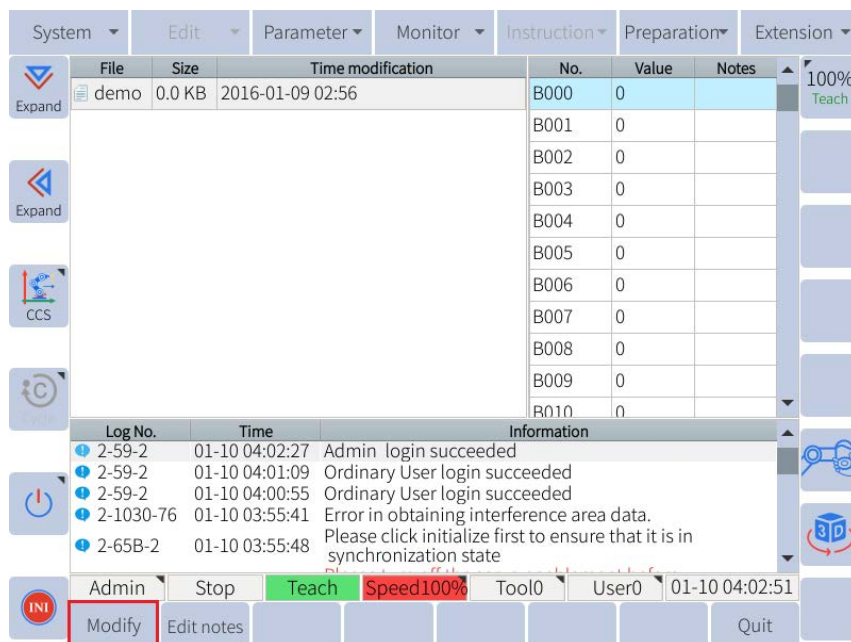 System Edit Parameter Monitor Instruction Preparation Extension
File Size Time modification No. Value Notes
100%
Teach
Expand
demo 0.0 KB 2016-01-09 02:56
B000 0
B001 0
B002 0
B003 0
B004 0
B005 0
B006 0
B007 0
B008 0
B009 0
B010 0
Expand
CCS
C
Cycle
Log No. Time Information
2-59-2 01-10 04:02:27 Admin login succeeded
2-59-2 01-10 04:01:09 Ordinary User login succeeded
2-59-2 01-10 04:00:55 Ordinary User login succeeded
2-1030-76 01-10 03:55:41 Error in obtaining interference area data.
2-65B-2 01-10 03:55:48 Please click initialize first to ensure that it is in
synchronization state
3D
INI
Admin Stop Teach Speed100% Tool0 User0 01-10 04:02:51
Modify Edit notes Quit